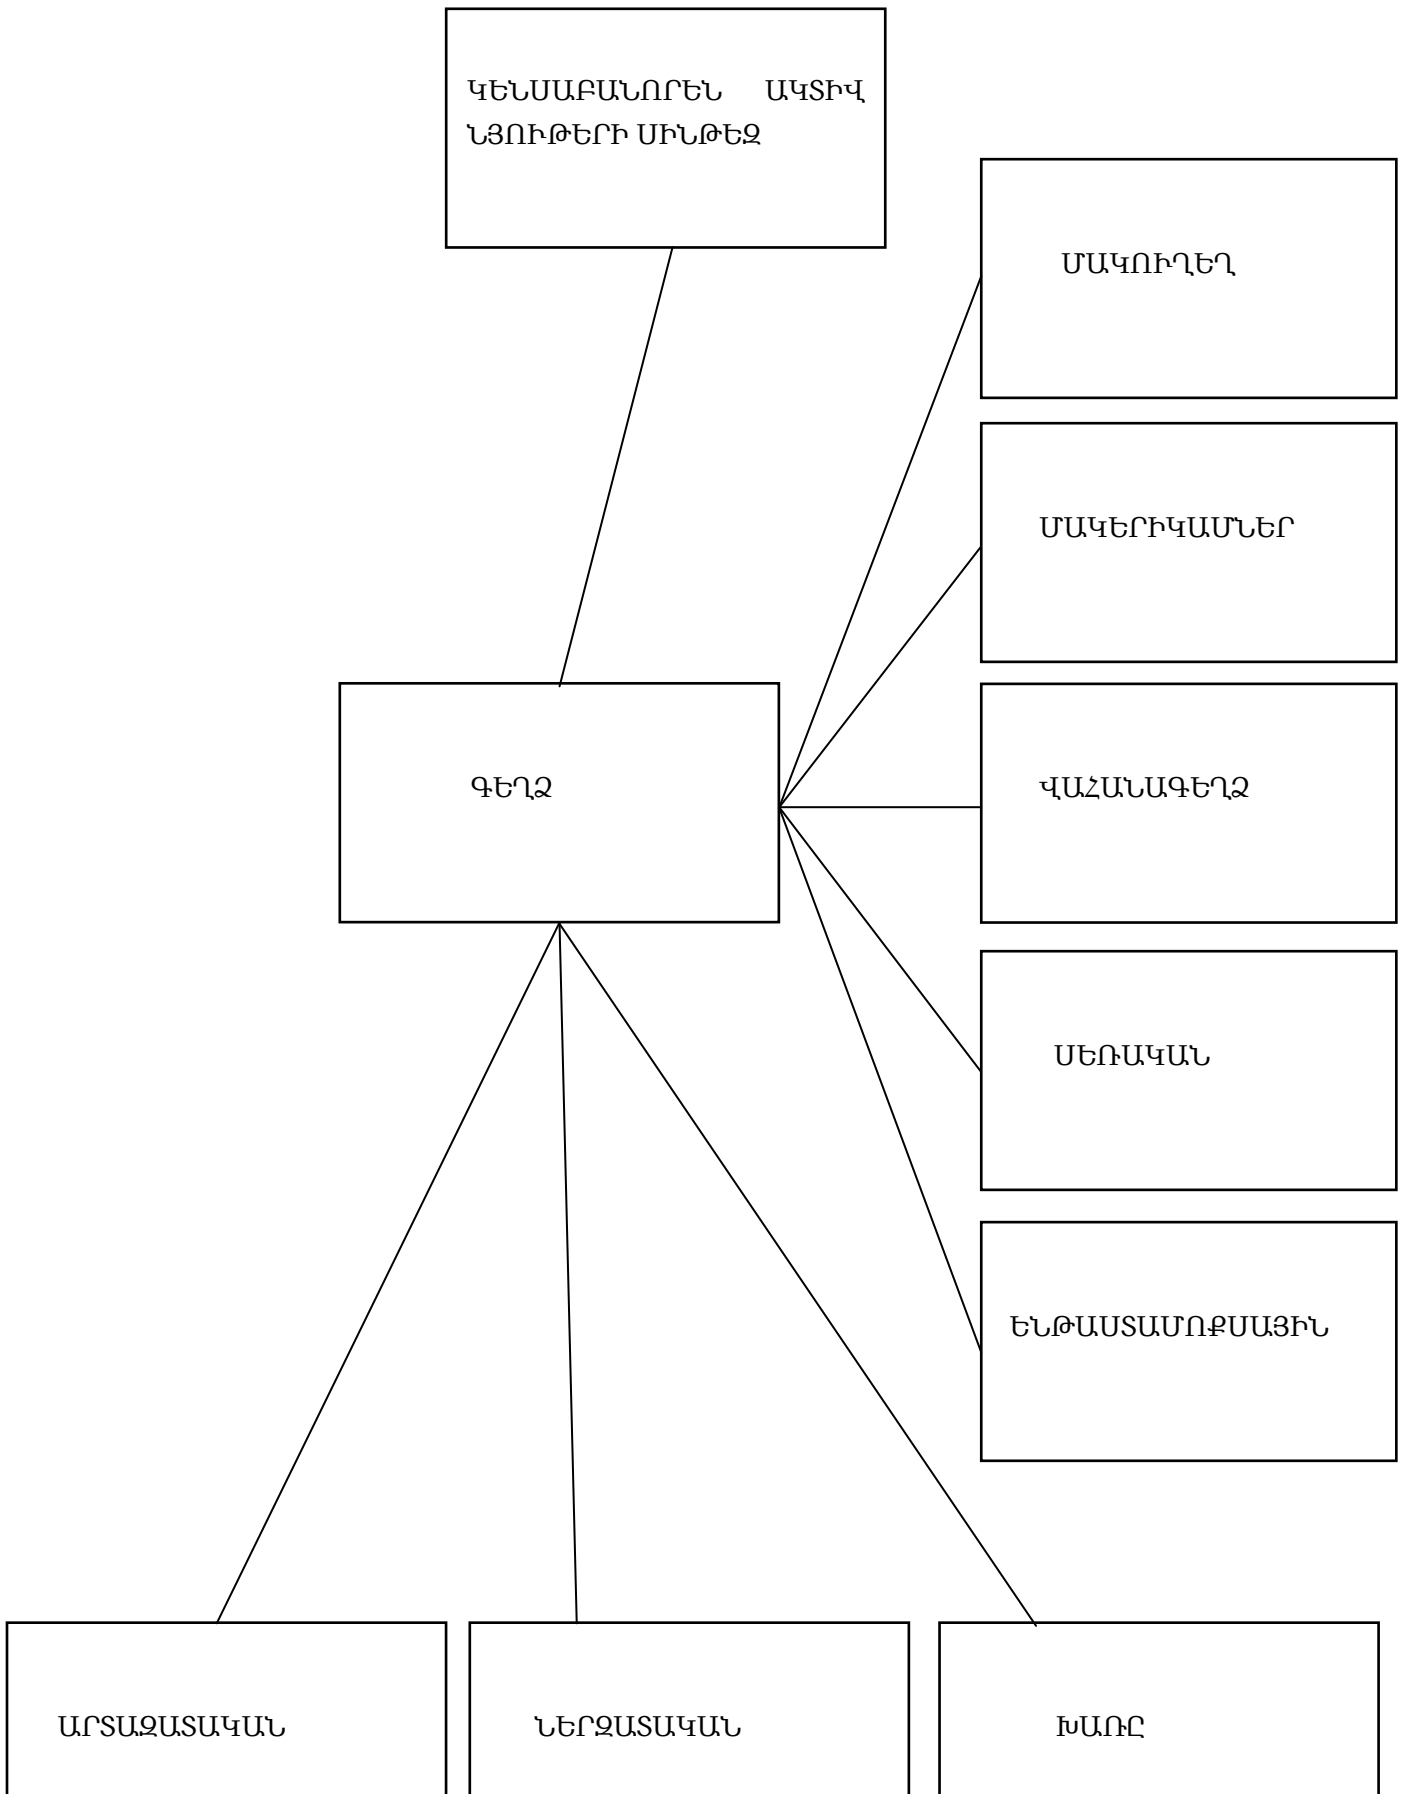 ԿԵՆՍԱԲԱՆՈՐԵՆ ԱԿՏԻՎ
ՆՅՈՒԹԵՐԻ ՍԻՆԹԵԶ
ՄԱԿՈՒՂԵՂ
ՄԱԿԵՐԻԿԱՄՆԵՐ
ԳԵՂՁ
ՎԱՀԱՆԱԳԵՂՁ
ՍԵՌԱԿԱՆ
ԵՆԹԱՍՏԱՄՈՔՍԱՅԻՆ
ԱՐՏԱԶԱՏԱԿԱՆ
ՆԵՐԶԱՏԱԿԱՆ
ԽԱՌԸ